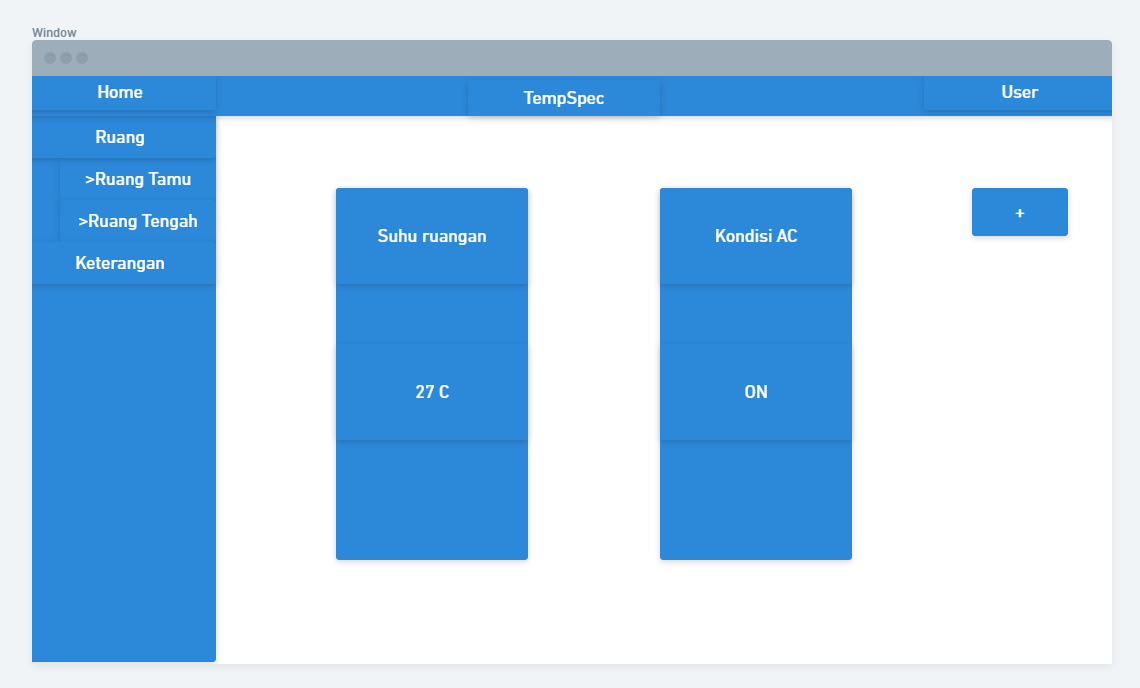 Window
Home
TempSpec
User
Ruang
>Ruang Tamu
>Ruang Tengah
Keterangan
Suhu ruangan
Kondisi AC
+
27 C
ON